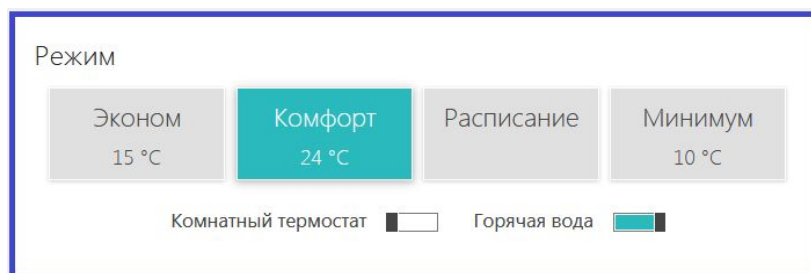 Режим
Эконом Комфорт Расписание Минимум
15 °C 24 °C 10 °C
Комнатный термостат Горячая вода